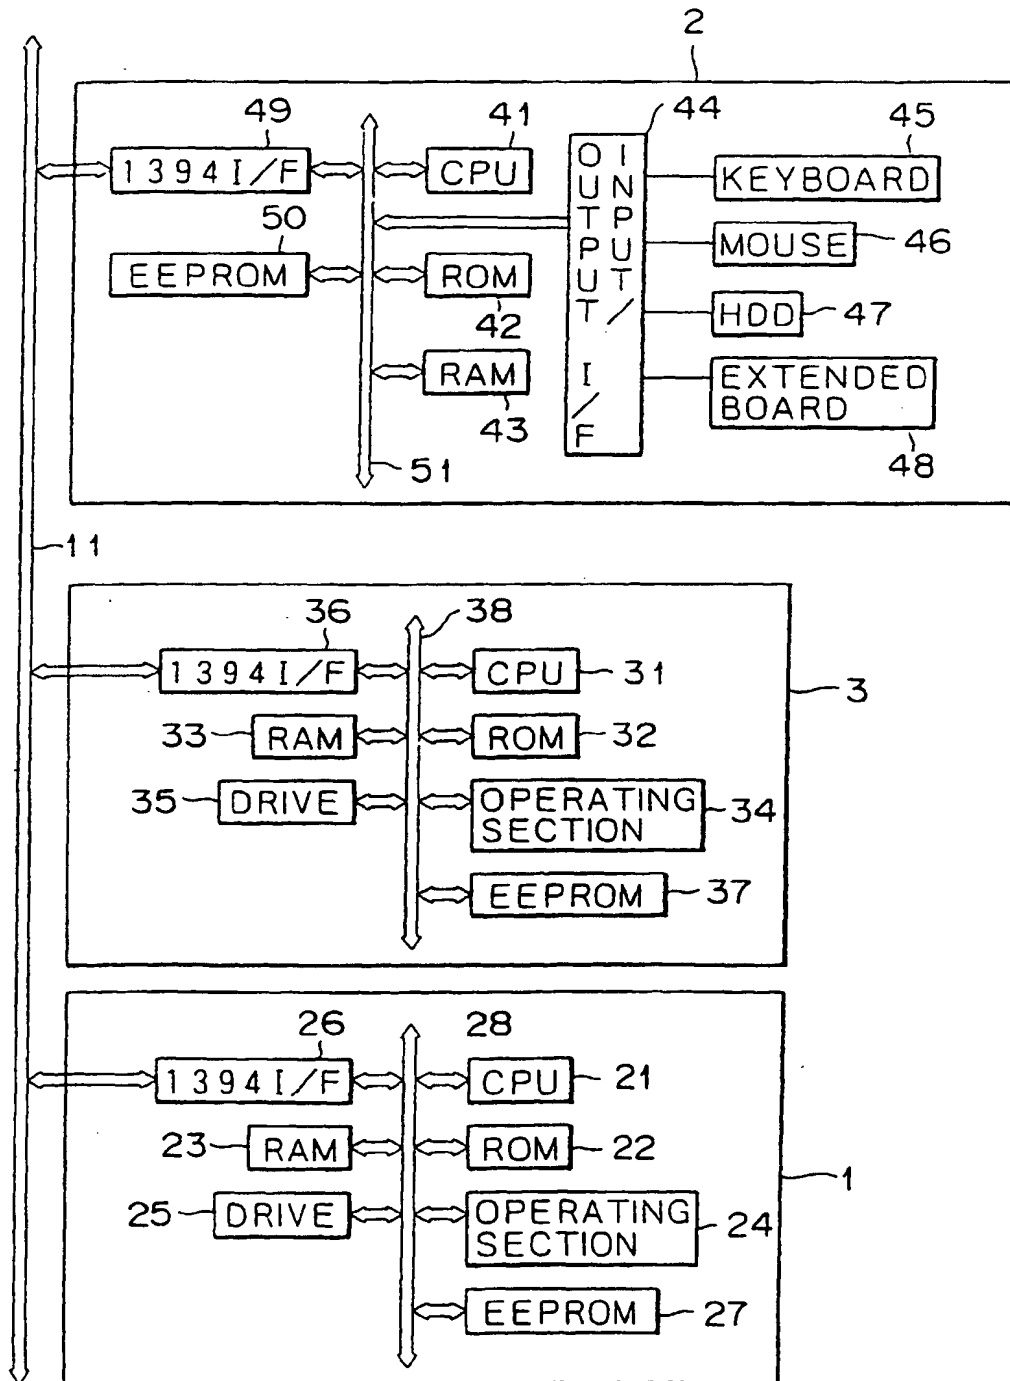 2
49
41
44
45
1394I/F
CPU
INPUT/
OUTPUT I/F
KEYBOARD
50
MOUSE
46
EEPROM
ROM
42
HDD
47
RAM
43
EXTENDED
BOARD
48
51
11
36
38
1394I/F
CPU
31
3
33
RAM
ROM
32
35
DRIVE
OPERATING
SECTION
34
EEPROM
37
26
28
1394I/F
CPU
21
23
RAM
ROM
22
1
25
DRIVE
OPERATING
SECTION
24
EEPROM
27